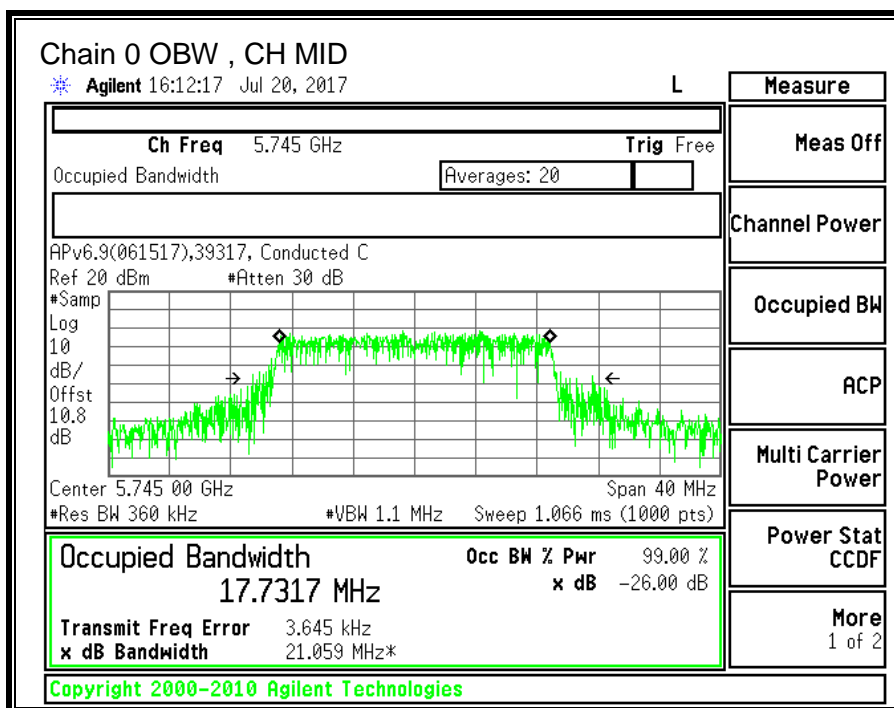 Chain 0 OBW , CH MID
Agilent 16:12:17 Jul 20, 2017 L
Measure
Ch Freq 5.745 GHz Trig Free
Occupied Bandwidth Averages: 20
APv6.9(061517),39317, Conducted C
Ref 20 dBm #Atten 30 dB
#Samp
Log
10
dB/
Offst
10.8
dB
Center 5.745 00 GHz Span 40 MHz
#Res BW 360 kHz #VBW 1.1 MHz Sweep 1.066 ms (1000 pts)
Occupied Bandwidth
17.7317 MHz
Occ BW % Pwr 99.00 %
x dB -26.00 dB
Transmit Freq Error 3.645 kHz
x dB Bandwidth 21.059 MHz*
Meas Off
Channel Power
Occupied BW
ACP
Multi Carrier
Power
Power Stat
CCDF
More
1 of 2
Copyright 2000-2010 Agilent Technologies